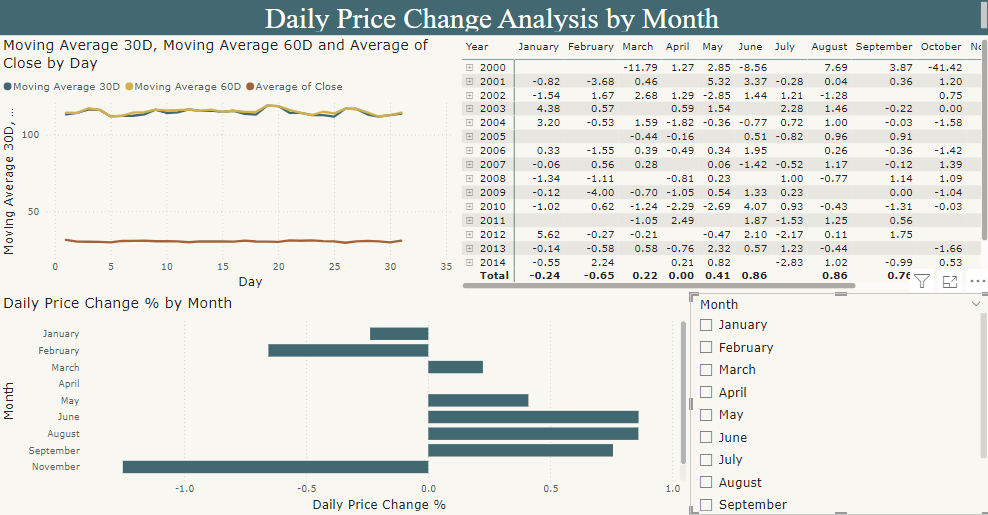 Daily Price Change Analysis by Month
Moving Average 30D, Moving Average 60D and Average of
Close by Day
Moving Average 30D Moving Average 60D Average of Close
Moving Average 30D, ...
100
50
0 5 10 15 20 25 30 35
Day
Year January February March April May June July August September October
2000 -11.79 1.27 2.85 -8.56 7.69 3.87 -41.42
2001 -0.82 -3.68 0.46 5.32 3.37 -0.28 0.04 0.36 1.20
2002 -1.54 1.67 2.68 1.29 -2.85 1.44 1.21 -1.28 0.75
2003 4.38 0.57 0.59 1.54 2.28 1.46 -0.22 0.00
2004 3.20 -0.53 1.59 -1.82 -0.36 -0.77 0.72 1.00 -0.03 -1.58
2005 -0.44 -0.16 0.51 -0.82 0.96 0.91
2006 0.33 -1.55 0.39 -0.49 0.34 1.95 0.26 -0.36 -1.42
2007 -0.06 0.56 0.28 0.06 -1.42 -0.52 1.17 -0.12 1.39
2008 -1.34 -1.11 -0.81 0.23 1.00 -0.77 1.14 1.09
2009 -0.12 -4.00 -0.70 -1.05 0.54 1.33 0.23 0.00 -1.04
2010 -1.02 0.62 -1.24 -2.29 -2.69 4.07 0.93 -0.43 -1.31 -0.03
2011 -1.05 2.49 1.87 -1.53 1.25 0.56
2012 5.62 -0.27 -0.21 -0.47 2.10 -2.17 0.11 1.75
2013 -0.14 -0.58 0.58 -0.76 2.32 0.57 1.23 -0.44 -1.66
2014 -0.55 2.24 0.21 0.82 -2.83 1.02 -0.99 0.53
Total -0.24 -0.65 0.22 0.00 0.41 0.86 0.86 0.76
Daily Price Change % by Month
Month
January
February
March
April
May
June
August
September
November
-1.0 -0.5 0.0 0.5 1.0
Daily Price Change %
Month
January
February
March
April
May
June
July
August
September